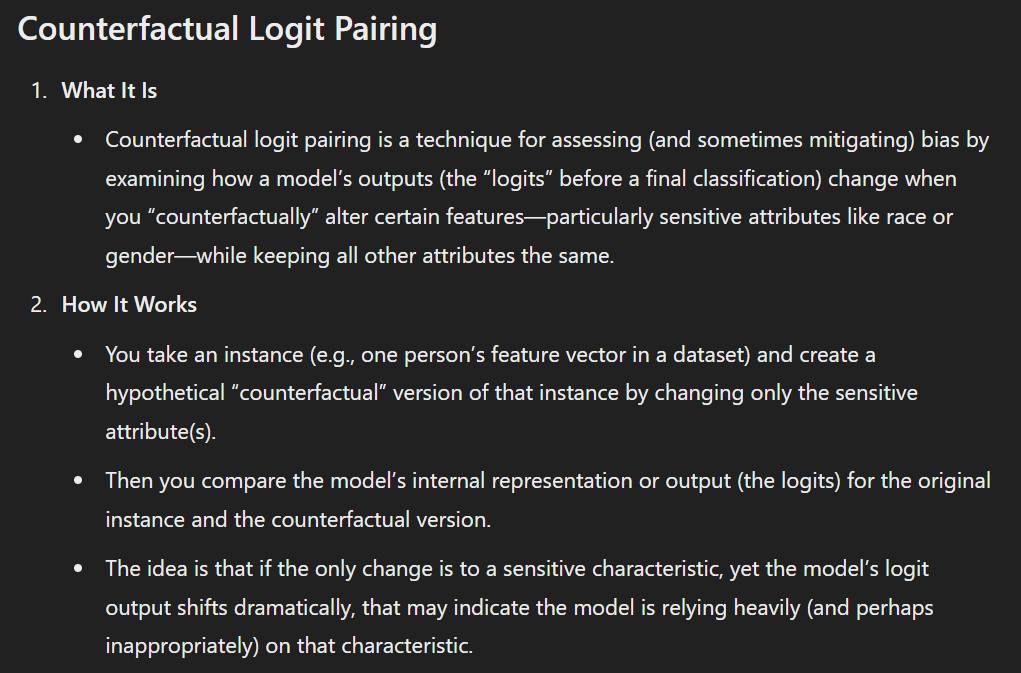 Counterfactual Logit Pairing
1. What It Is
• Counterfactual logit pairing is a technique for assessing (and sometimes mitigating) bias by
examining how a model’s outputs (the “logits” before a final classification) change when
you “counterfactually” alter certain features—particularly sensitive attributes like race or
gender—while keeping all other attributes the same.
2. How It Works
• You take an instance (e.g., one person’s feature vector in a dataset) and create a
hypothetical “counterfactual” version of that instance by changing only the sensitive
attribute(s).
• Then you compare the model’s internal representation or output (the logits) for the original
instance and the counterfactual version.
• The idea is that if the only change is to a sensitive characteristic, yet the model’s logit
output shifts dramatically, that may indicate the model is relying heavily (and perhaps
inappropriately) on that characteristic.